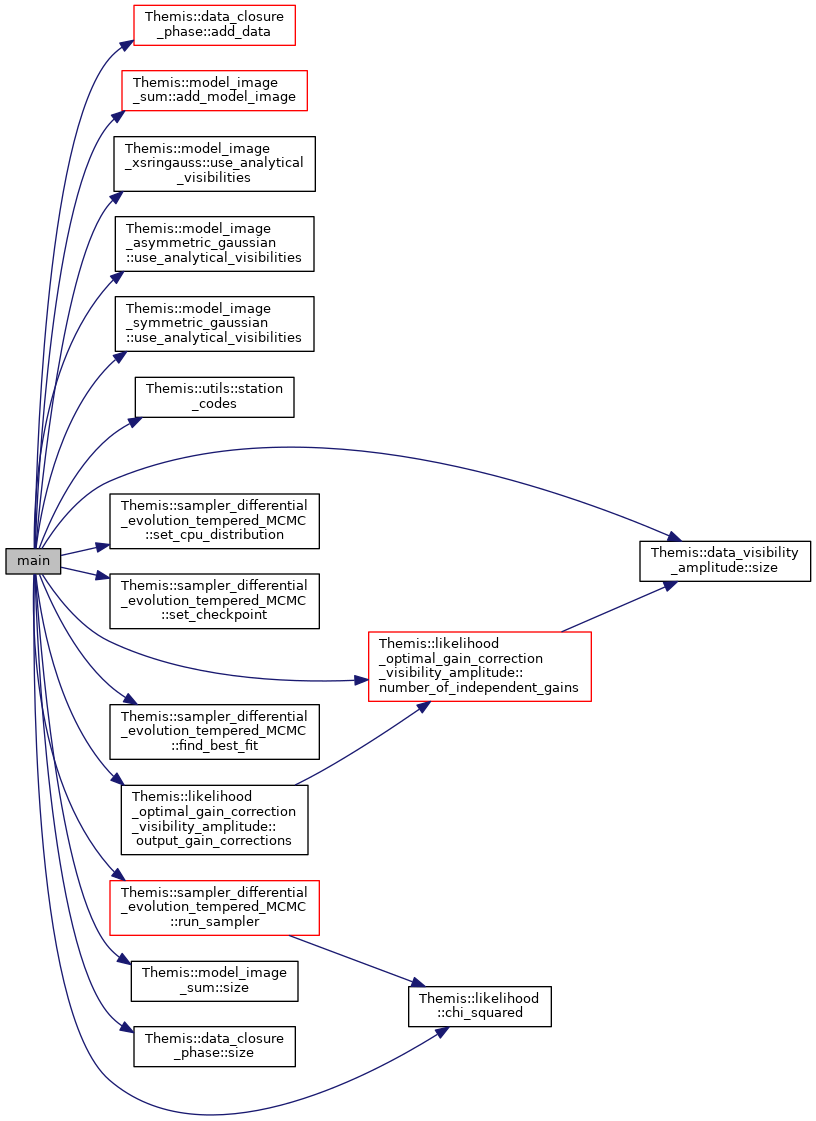 Themis::data_closure
_phase::add_data
Themis::model_image
_sum::add_model_image
Themis::model_image
_xsringauss::use_analytical
_visibilities
Themis::model_image
_asymmetric_gaussian
::use_analytical_visibilities
Themis::model_image
_symmetric_gaussian
::use_analytical_visibilities
Themis::utils::station
_codes
Themis::sampler_differential
_evolution_tempered_MCMC
::set_cpu_distribution
main
Themis::data_visibility
_amplitude::size
Themis::sampler_differential
_evolution_tempered_MCMC
::set_checkpoint
Themis::likelihood
_optimal_gain_correction
_visibility_amplitude::
number_of_independent_gains
Themis::sampler_differential
_evolution_tempered_MCMC
::find_best_fit
Themis::likelihood
_optimal_gain_correction
_visibility_amplitude::
output_gain_corrections
Themis::sampler_differential
_evolution_tempered_MCMC
::run_sampler
Themis::model_image
_sum::size
Themis::likelihood
::chi_squared
Themis::data_closure
_phase::size